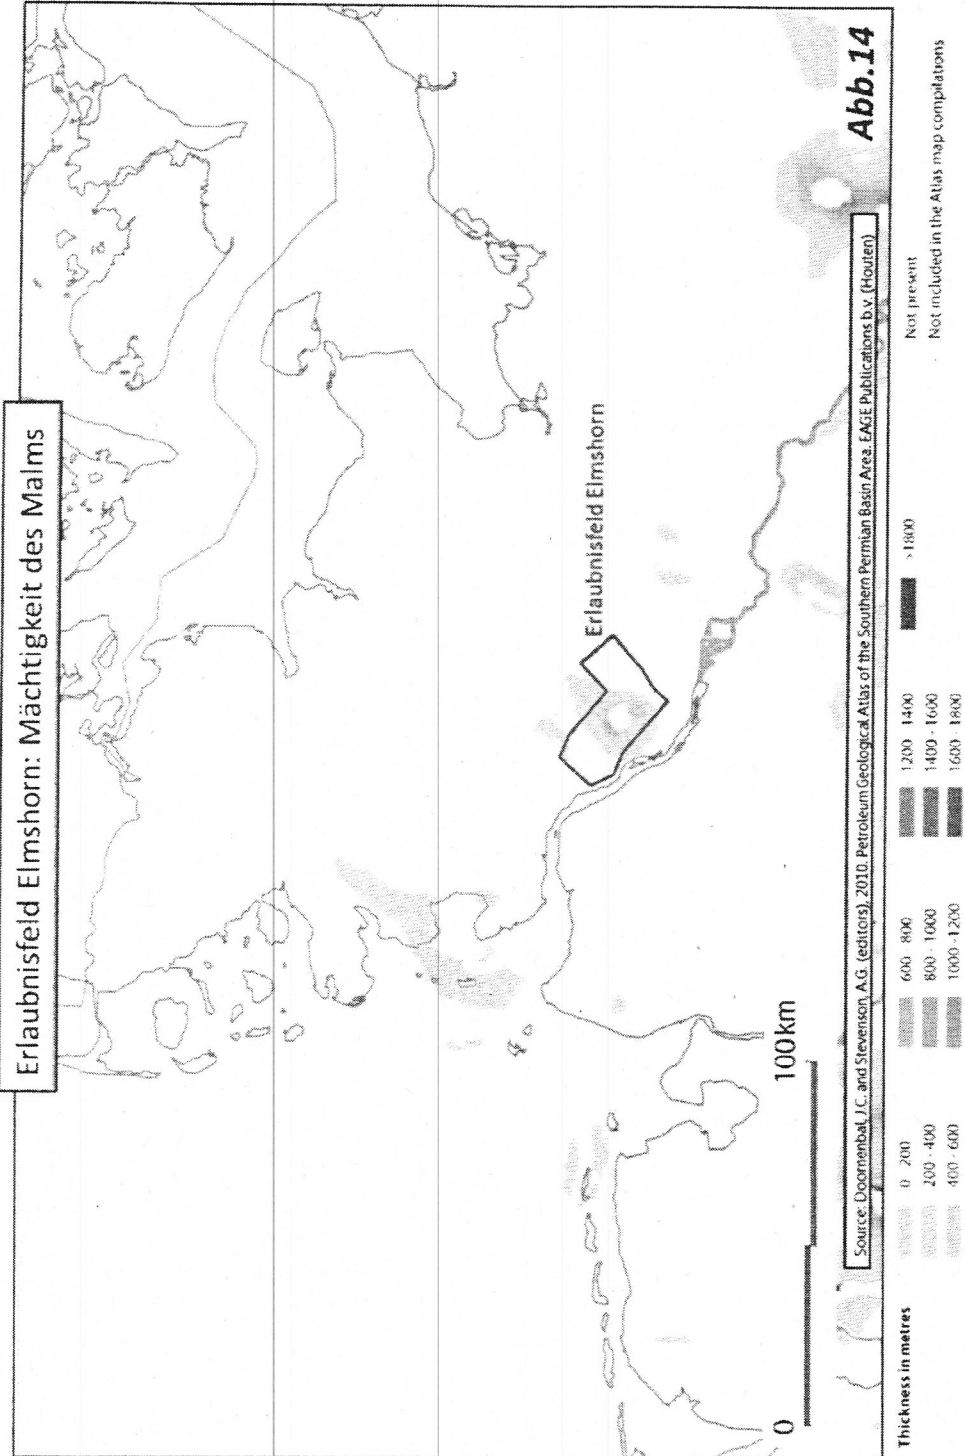 Erlaubnisfeld Elmshorn: Mächtigkeit des Malms
Erlaubnisfeld Elmshorn
0
100km
Abb.14
Source: Doornenbal, J.C. and Stevenson, A.G. (editors), 2010. Petroleum Geological Atlas of the Southern Permian Basin Area. EAGE Publications b.v. (Houten)
Thickness in metres
0 200
200 - 400
400 - 600
600 800
800 - 1000
1000 -1200
1200 1400
1400 - 1600
1600 - 1800
>1800
Not present
Not included in the Atlas map compilations